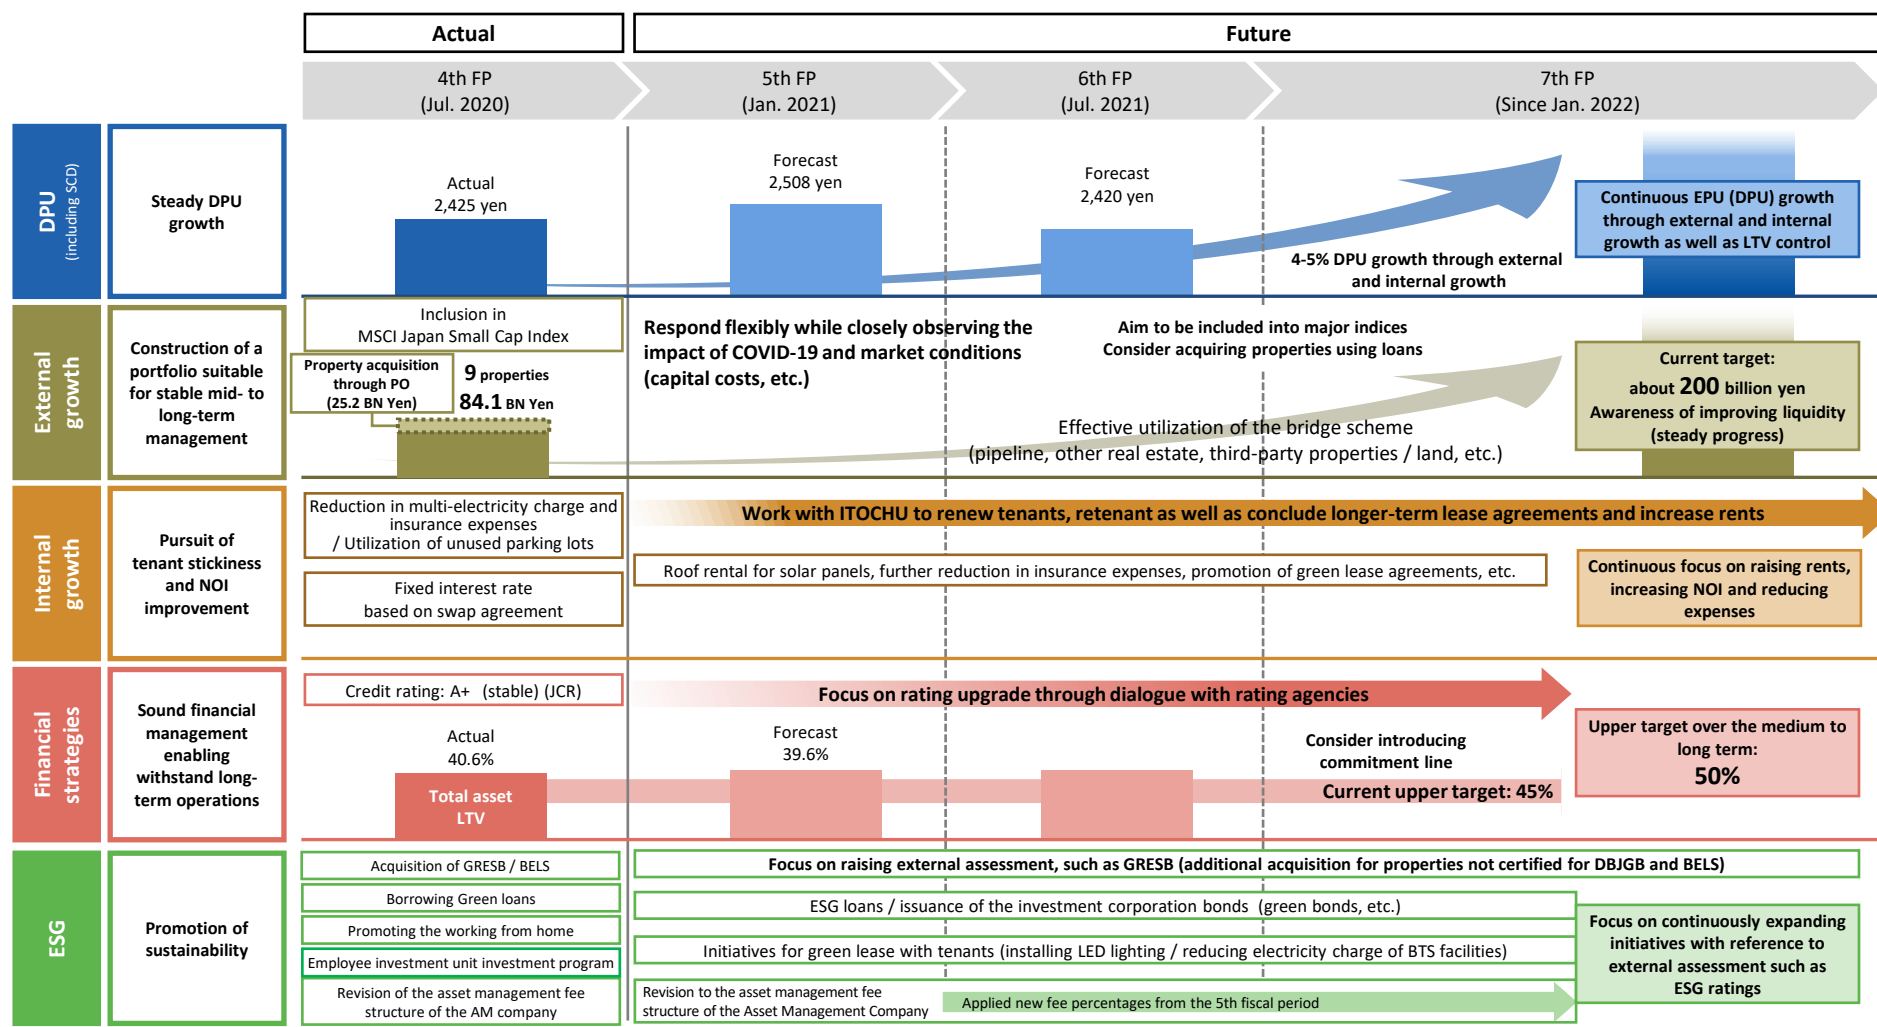 Actual
Future
4th FP
(Jul. 2020)
5th FP
(Jan. 2021)
6th FP
(Jul. 2021)
7th FP
(Since Jan. 2022)
DPU
(including SCD)
Steady DPU
growth
Actual
2,425 yen
Forecast
2,508 yen
Forecast
2,420 yen
4-5% DPU growth through external
and internal growth
Continuous EPU (DPU) growth
through external and internal
growth as well as LTV control
External
growth
Construction of a
portfolio suitable
for stable mid- to
long-term
management
Inclusion in
MSCI Japan Small Cap Index
Property acquisition
through PO
(25.2 BN Yen)
9 properties
84.1 BN Yen
Respond flexibly while closely observing the
impact of COVID-19 and market conditions
(capital costs, etc.)
Aim to be included into major indices
Consider acquiring properties using loans
Effective utilization of the bridge scheme
(pipeline, other real estate, third-party properties / land, etc.)
Current target:
about 200 billion yen
Awareness of improving liquidity
(steady progress)
Internal
growth
Pursuit of
tenant stickiness
and NOI
improvement
Reduction in multi-electricity charge and
insurance expenses
/ Utilization of unused parking lots
Fixed interest rate
based on swap agreement
Work with ITOCHU to renew tenants, retenant as well as conclude longer-term lease agreements and increase rents
Roof rental for solar panels, further reduction in insurance expenses, promotion of green lease agreements, etc.
Continuous focus on raising rents,
increasing NOI and reducing
expenses
Financial
strategies
Sound financial
management
enabling
withstand long-
term operations
Credit rating: A+ (stable) (JCR)
Focus on rating upgrade through dialogue with rating agencies
Actual
40.6%
Total asset
LTV
Forecast
39.6%
Consider introducing
commitment line
Current upper target: 45%
Upper target over the medium to
long term:
50%
ESG
Promotion of
sustainability
Acquisition of GRESB / BELS
Borrowing Green loans
Promoting the working from home
Employee investment unit investment program
Revision of the asset management fee
structure of the AM company
Focus on raising external assessment, such as GRESB (additional acquisition for properties not certified for DBJGB and BELS)
ESG loans / issuance of the investment corporation bonds (green bonds, etc.)
Initiatives for green lease with tenants (installing LED lighting / reducing electricity charge of BTS facilities)
Revision to the asset management fee
structure of the Asset Management Company
Applied new fee percentages from the 5th fiscal period
Focus on continuously expanding
initiatives with reference to
external assessment such as
ESG ratings